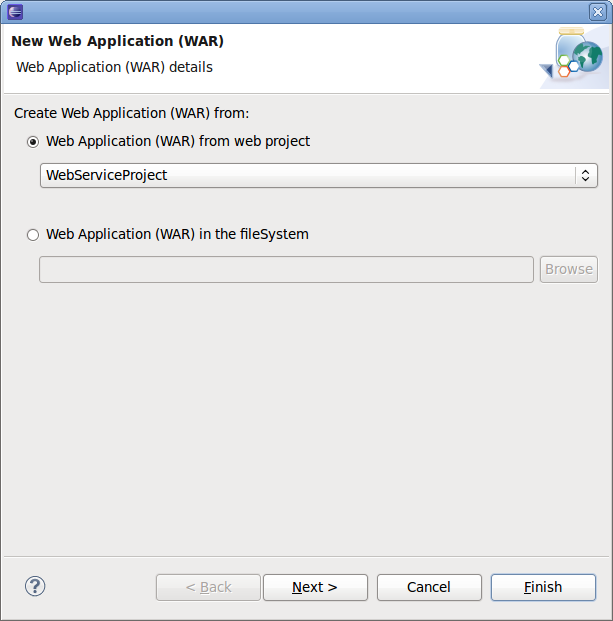 New Web Application (WAR)
Web Application (WAR) details
Create Web Application (WAR) from:
Web Application (WAR) from web project
WebServiceProject
Web Application (WAR) in the fileSystem
Browse
?
< Back Next > Cancel Finish